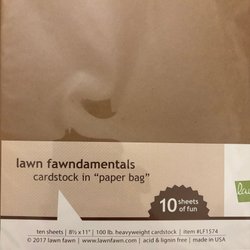 lawn fawndamentals
cardstock in “paper bag”
10 sheets
of fun
ten sheets | 8½ x 11" | 100 lb. heavyweight cardstock | item #LF1574
© 2017 lawn fawn | www.lawnfawn.com | acid & lignin free | made in USA